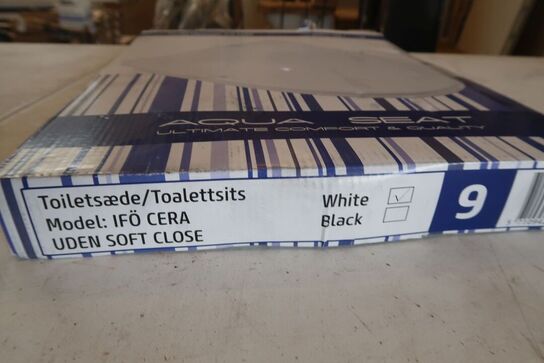 AQUA SEAT
ULTIMATE COMFORT & QUALITY
Toiletsæde/Toalettsits
Model: IFÖ CERA
UDEN SOFT CLOSE
White
Black
9